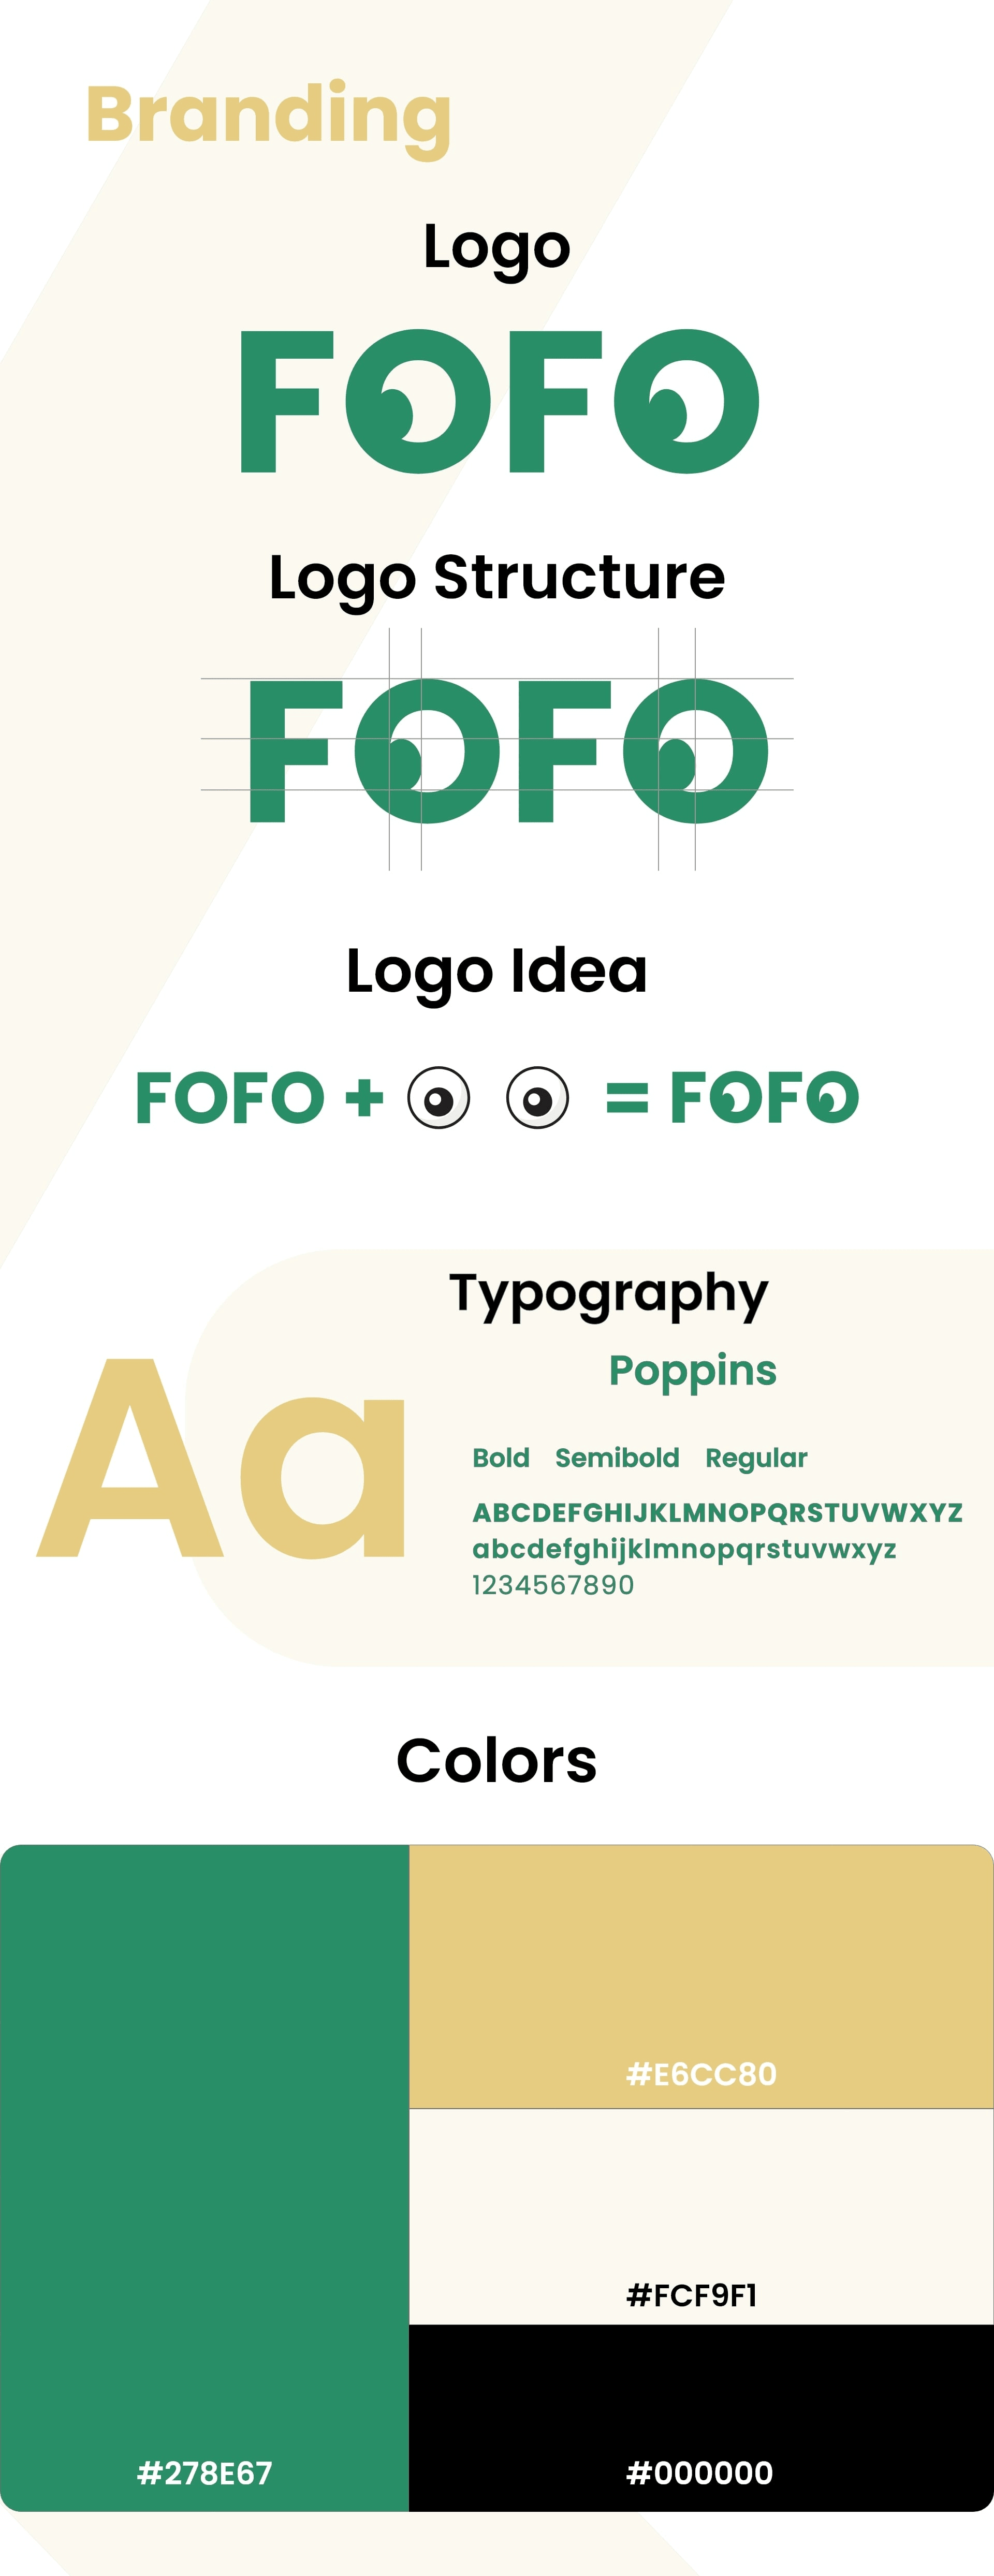 Branding
Logo
FOFO
Logo Structure
FOFO
Logo Idea
FOFO + = FOFO
Typography
Aa
Poppins
Bold Semibold Regular
ABCDEFGHIJKLMNOPQRSTUVWXYZ
abcdefghijklmnopqrstuvwxyz
1234567890
Colors
#E6CC80
#FCF9F1
#278E67 #000000